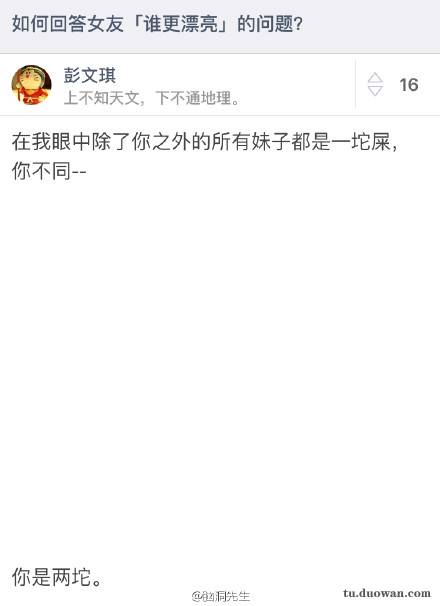 如何回答女友「谁更漂亮」的问题？
彭文琪
上不知天文，下不通地理。
16
在我眼中除了你之外的所有妹子都是一坨屎，
你不同--
你是两坨。
@幽洞先生
tu.duowan.com